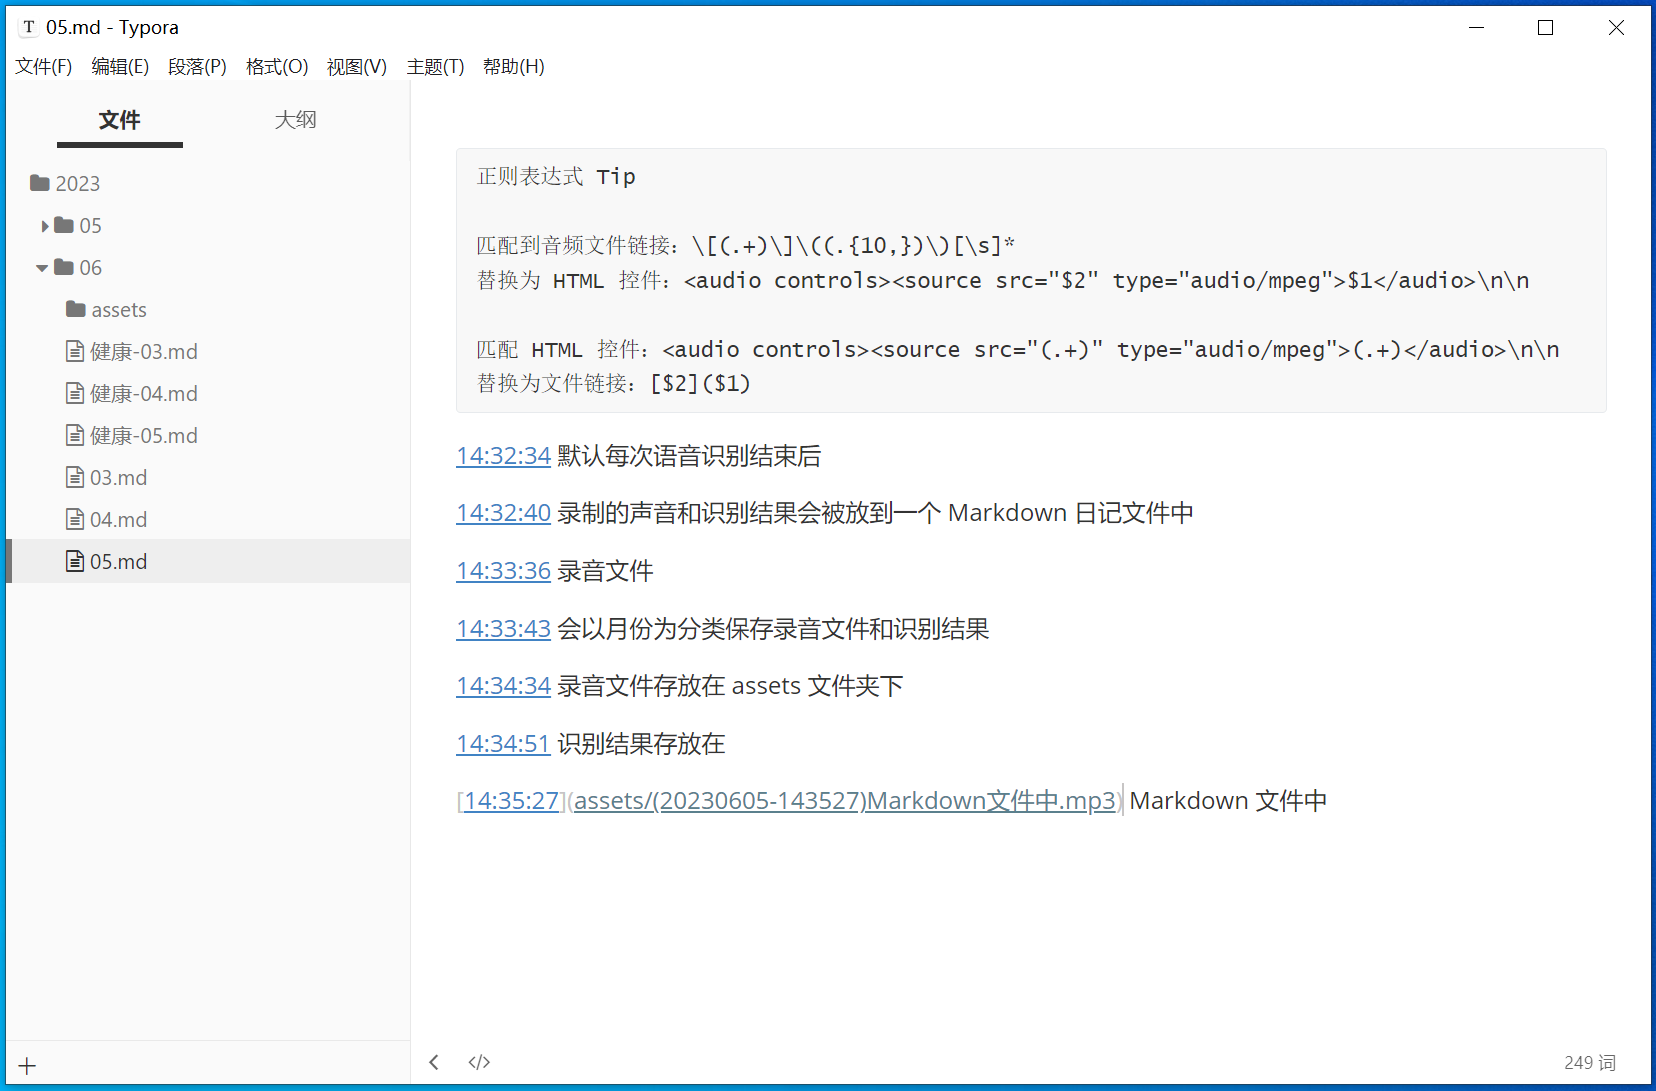 T 05.md - Typora
文件(F) 编辑(E) 段落(P) 格式(O) 视图(V) 主题(T) 帮助(H)
文件 大纲
2023
05
06
assets
健康-03.md
健康-04.md
健康-05.md
03.md
04.md
05.md
正则表达式 Tip
匹配到音频文件链接：\[(.+)\]\((.{10,})\)[\s]*
替换为 HTML 控件：<audio controls><source src="$2" type="audio/mpeg">$1</audio>\n\n
匹配 HTML 控件：<audio controls><source src="(.+)" type="audio/mpeg">(.+)</audio>\n\n
替换为文件链接：[$2]($1)
14:32:34 默认每次语音识别结束后
14:32:40 录制的声音和识别结果会被放到一个 Markdown 日记文件中
14:33:36 录音文件
14:33:43 会以月份为分类保存录音文件和识别结果
14:34:34 录音文件存放在 assets 文件夹下
14:34:51 识别结果存放在
[14:35:27](assets/(20230605-143527)Markdown文件中.mp3) Markdown 文件中
</> 249 词